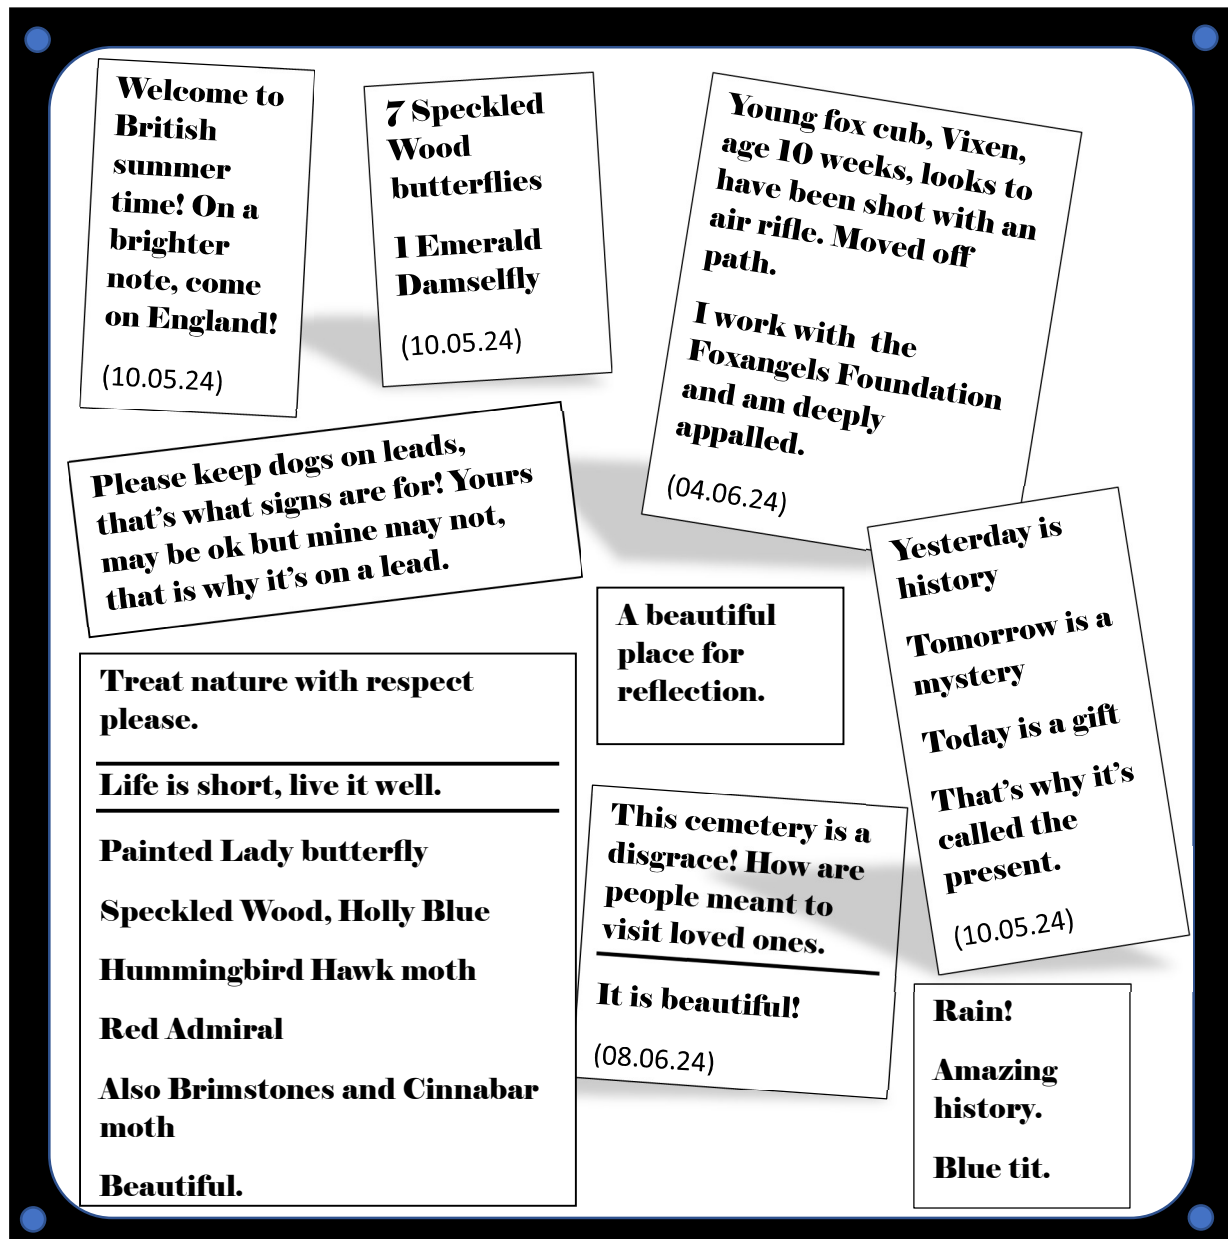 Welcome to
British
summer
time! On a
brighter
note, come
on England!
(10.05.24)
7 Speckled
Wood
butterflies
1 Emerald
Damselfly
(10.05.24)
Young fox cub, Vixen,
age 10 weeks, looks to
have been shot with an
air rifle. Moved off
path.
I work with the
Foxangels Foundation
and am deeply
appalled.
(04.06.24)
Please keep dogs on leads,
that's what signs are for! Yours
may be ok but mine may not,
that is why it's on a lead.
A beautiful
place for
reflection.
Yesterday is
history
Tomorrow is a
mystery
Today is a gift
That's why it's
called the
present.
(10.05.24)
Treat nature with respect
please.
Life is short, live it well.
Painted Lady butterfly
Speckled Wood, Holly Blue
Hummingbird Hawk moth
Red Admiral
Also Brimstones and Cinnabar
moth
Beautiful.
This cemetery is a
disgrace! How are
people meant to
visit loved ones.
It is beautiful!
(08.06.24)
Rain!
Amazing
history.
Blue tit.